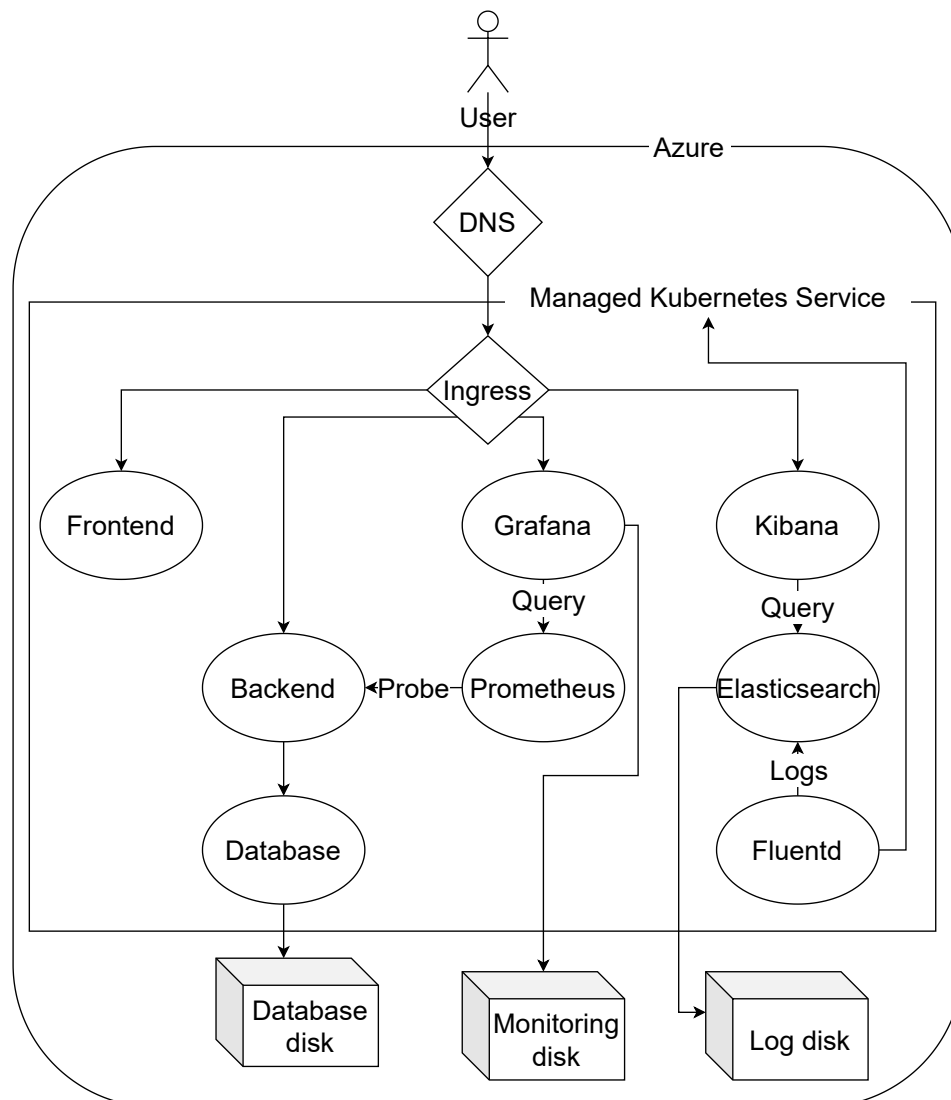 User
Azure
DNS
Managed Kubernetes Service
Ingress
Frontend
Grafana
Kibana
Query
Query
Backend
Probe
Prometheus
Elasticsearch
Logs
Database
Fluentd
Database
disk
Monitoring
disk
Log disk